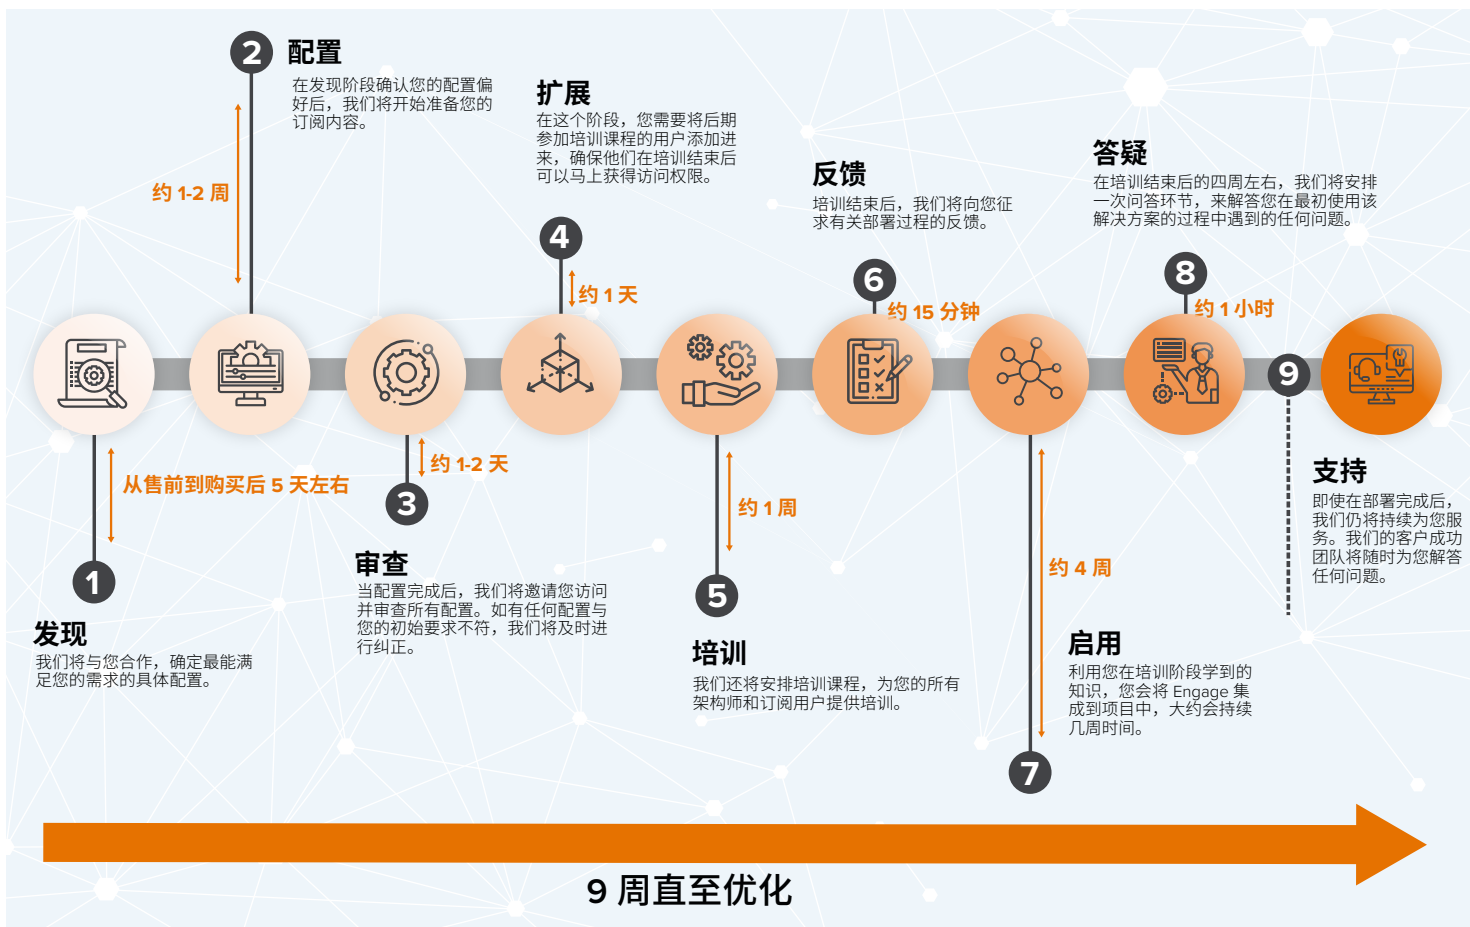 2 配置
在发现阶段确认您的配置偏
好后，我们将开始准备您的
订阅内容。
约 1-2 周
扩展
在这个阶段，您需要将后期
参加培训课程的用户添加进
来，确保他们在培训结束后
可以马上获得访问权限。
4
约 1 天
反馈
培训结束后，我们将向您征
求有关部署过程的反馈。
6
约 15 分钟
答疑
在培训结束后的四周左右，我们将安排
一次问答环节，来解答您在最初使用该
解决方案的过程中遇到的任何问题。
8
约 1 小时
9
从售前到购买后 5 天左右
1
发现
我们将与您合作，确定最能满
足您的需求的具体配置。
约 1-2 天
3
审查
当配置完成后，我们将邀请您访问
并审查所有配置。如有任何配置与
您的初始要求不符，我们将及时进
行纠正。
约 1 周
5
培训
我们还将安排培训课程，为您的所有
架构师和订阅用户提供培训。
约 4 周
启用
利用您在培训阶段学到的
知识，您会将 Engage 集
成到项目中，大约会持续
几周时间。
7
支持
即使在部署完成后，
我们仍将持续为您服
务。我们的客户成功
团队将随时为您解答
任何问题。
9 周直至优化